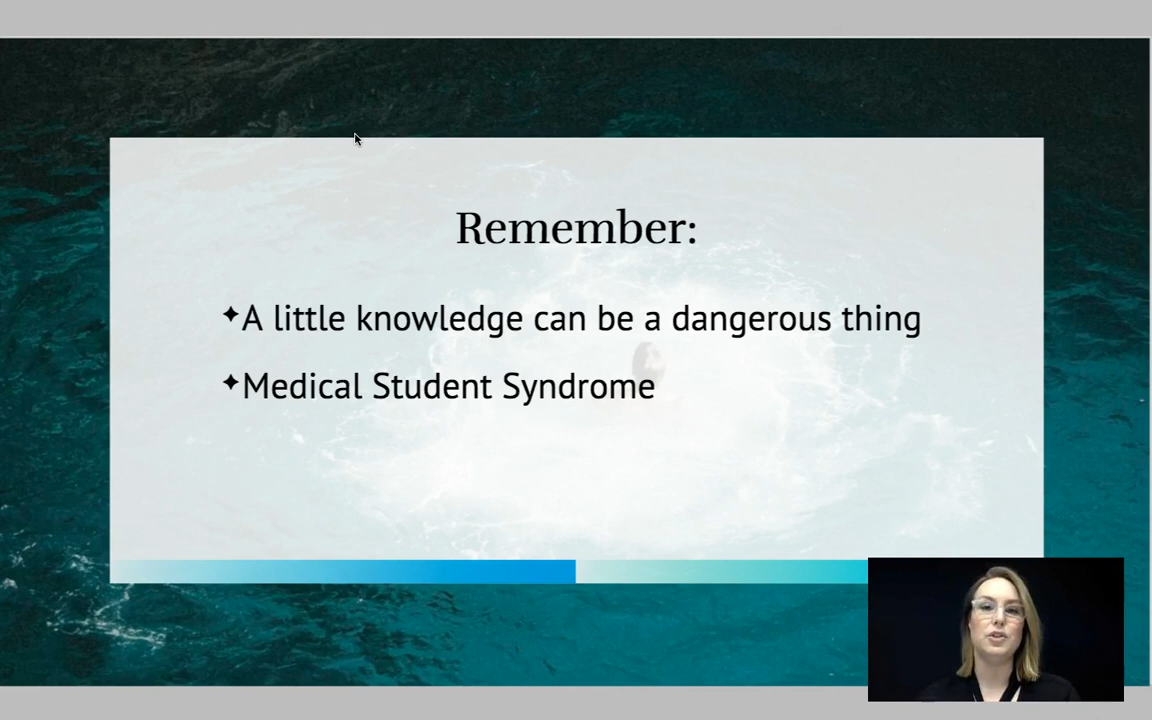 Remember:
✦A little knowledge can be a dangerous thing
✦Medical Student Syndrome